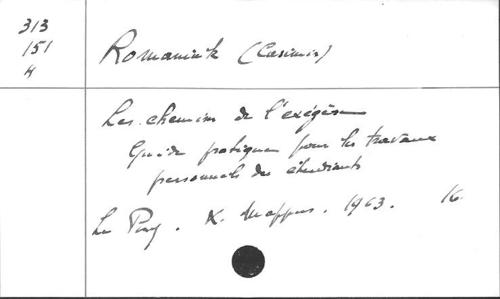 313
151
Romaniuk (Casimir)
Les chemins de l'exégèse
Guide pratique pour les travaux
personnels des étudiants
Le Puy. X. Mappus. 1963. 16